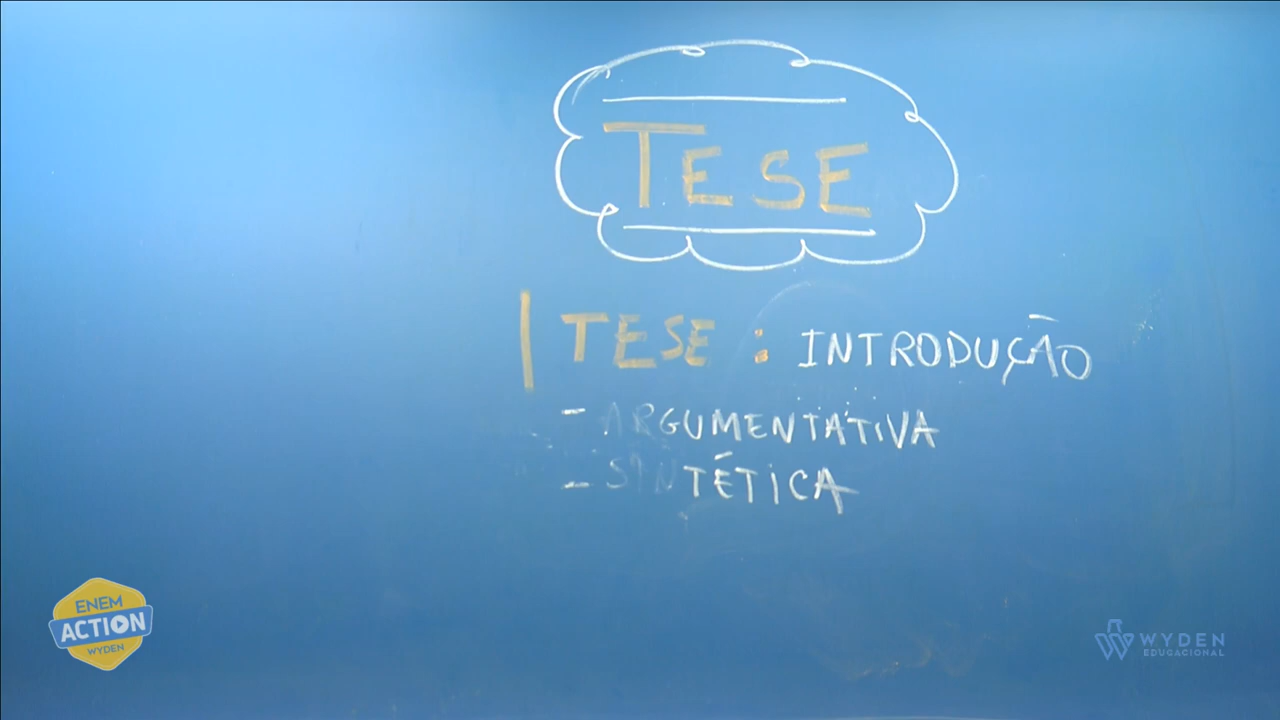 TESE
TESE : INTRODUÇÃO
- ARGUMENTATIVA
- SINTÉTICA
ENEM
ACTION
WYDEN
WYDEN
EDUCACIONAL